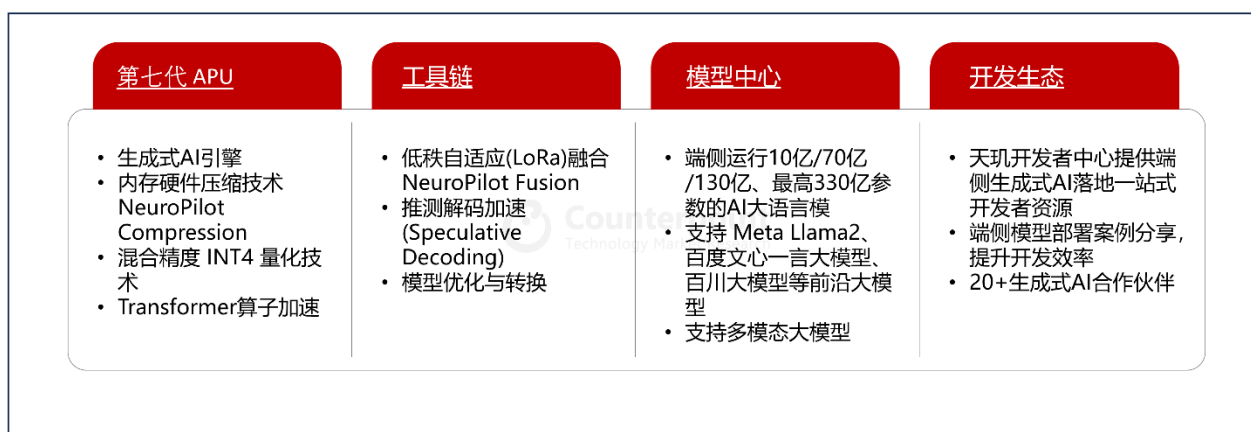 第七代 APU
• 生成式AI引擎
• 内存硬件压缩技术
NeuroPilot
Compression
• 混合精度 INT4 量化技
术
• Transformer算子加速
工具链
• 低秩自适应(LoRa)融合
NeuroPilot Fusion
• 推测解码加速
(Speculative
Decoding)
• 模型优化与转换
模型中心
• 端侧运行10亿/70亿
/130亿、最高330亿参
数的AI大语言模
• 支持 Meta Llama2、
百度文心一言大模型、
百川大模型等前沿大模
型
• 支持多模态大模型
开发生态
• 天玑开发者中心提供端
侧生成式AI落地一站式
开发者资源
• 端侧模型部署案例分享，
提升开发效率
• 20+生成式AI合作伙伴
Counterpoint
Technology Market Research